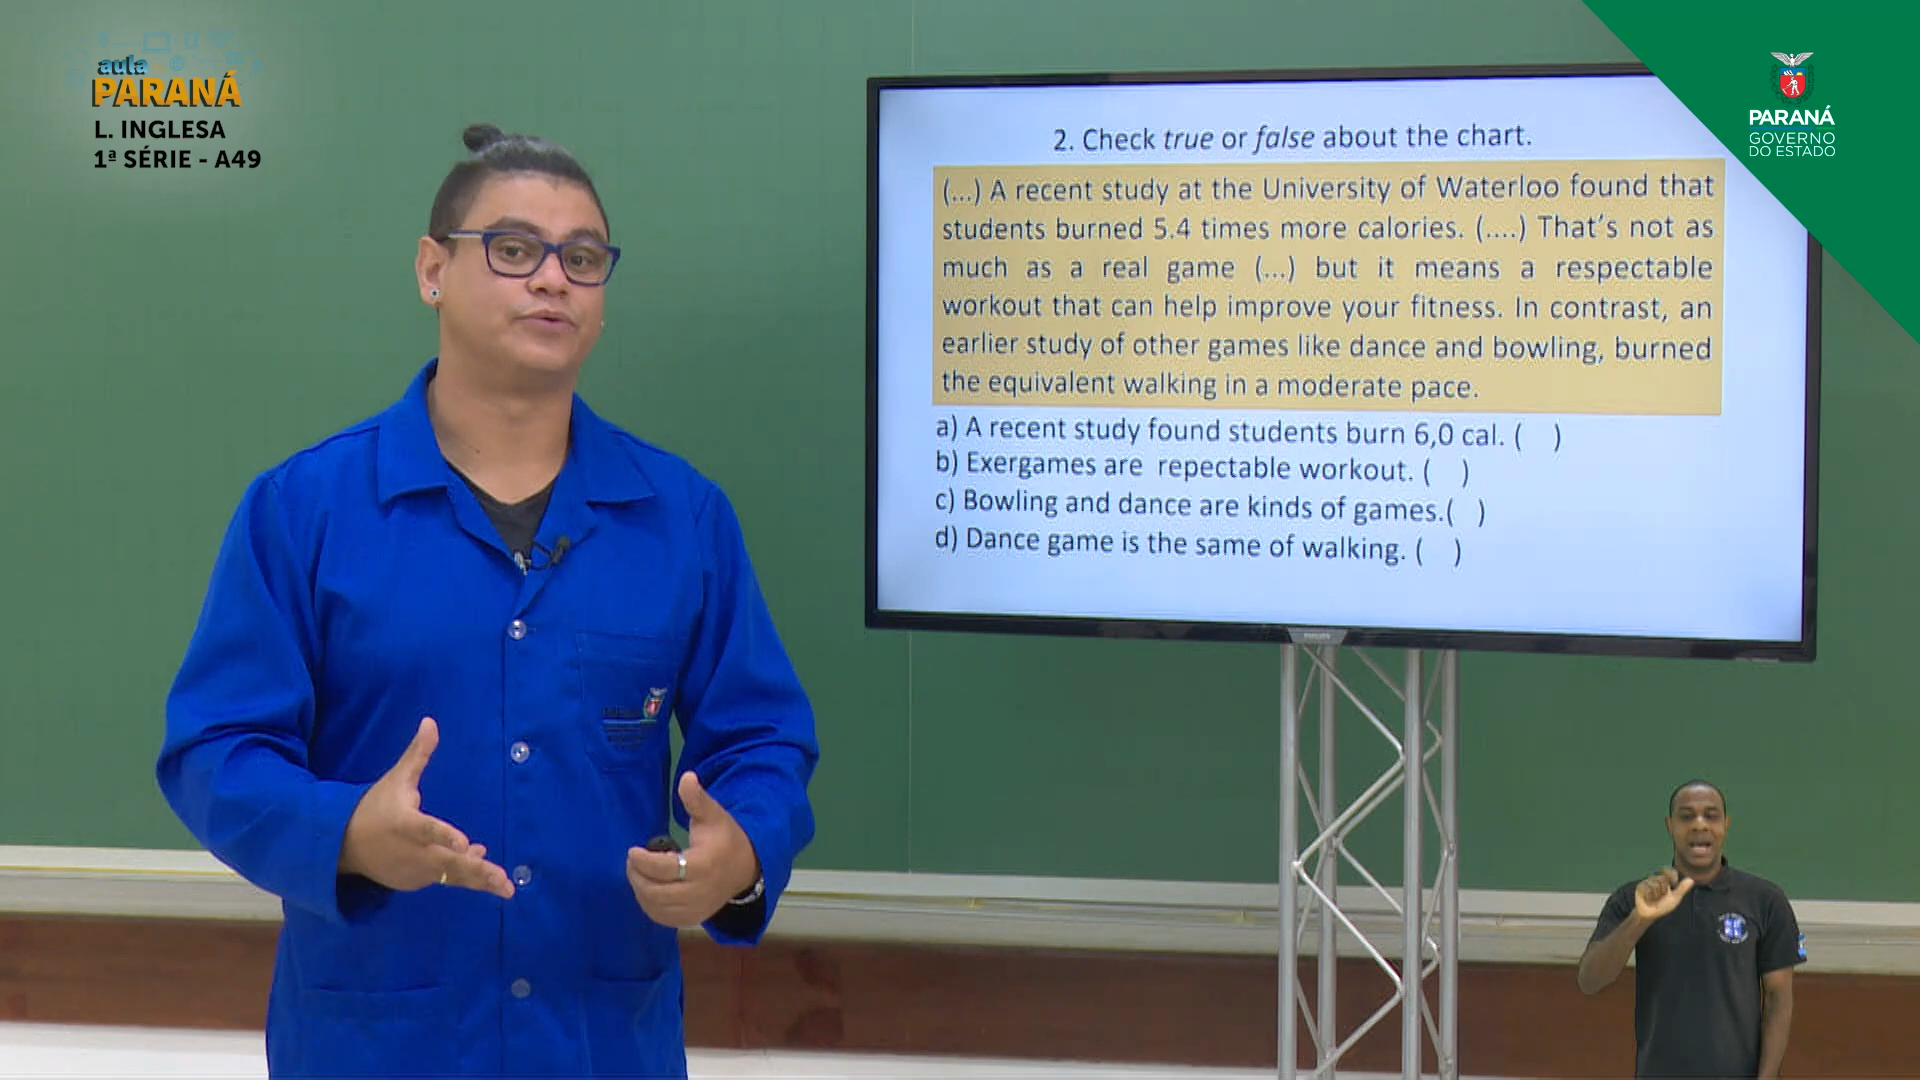 aula
PARANÁ
L. INGLESA
1ª SÉRIE - A49
PARANÁ
GOVERNO
DO ESTADO
2. Check true or false about the chart.
(...) A recent study at the University of Waterloo found that
students burned 5.4 times more calories. (....) That's not as
much as a real game (...) but it means a respectable
workout that can help improve your fitness. In contrast, an
earlier study of other games like dance and bowling, burned
the equivalent walking in a moderate pace.
a) A recent study found students burn 6,0 cal. (    )
b) Exergames are repectable workout. (    )
c) Bowling and dance are kinds of games.(   )
d) Dance game is the same of walking. (    )
PHILIPS